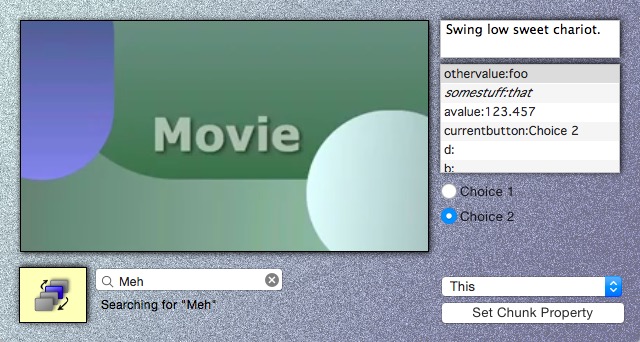 Swing low sweet chariot.
othervalue:foo
somestuff:that
avalue:123.457
currentbutton:Choice 2
d:
b:
Movie
Choice 1
Choice 2
Meh
Searching for "Meh"
This
Set Chunk Property